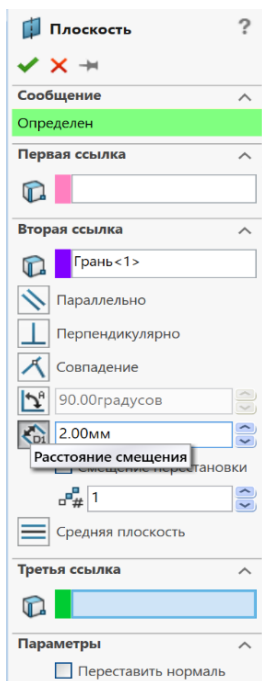 Плоскость ?
Сообщение
Определен
Первая ссылка
Вторая ссылка
Грань<1>
Параллельно
Перпендикулярно
Совпадение
90.00градусов
2.00мм
Расстояние смещения
Смещение перестановки
# 1
Средняя плоскость
Третья ссылка
Параметры
Переставить нормаль